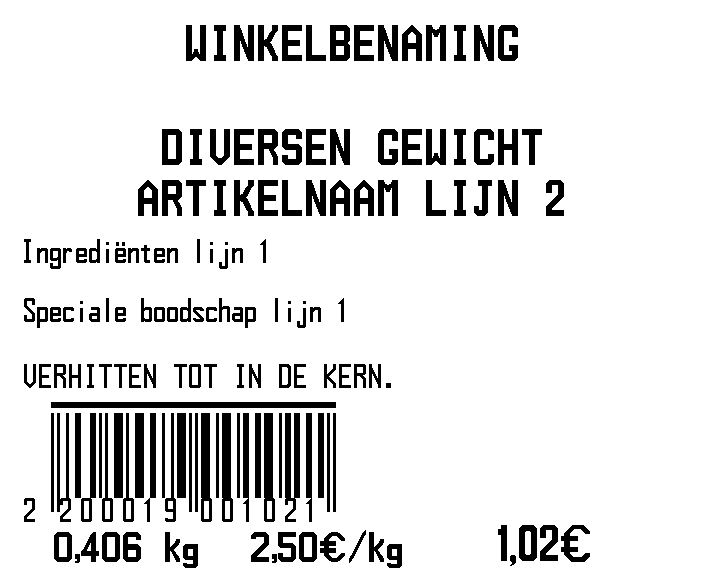 WINKELBENAMING
DIVERSEN GEWICHT
ARTIKELNAAM LIJN 2
Ingrediënten lijn 1
Speciale boodschap lijn 1
VERHITTEN TOT IN DE KERN.
2 200019 001021
0,406 kg 2,50€/kg 1,02€